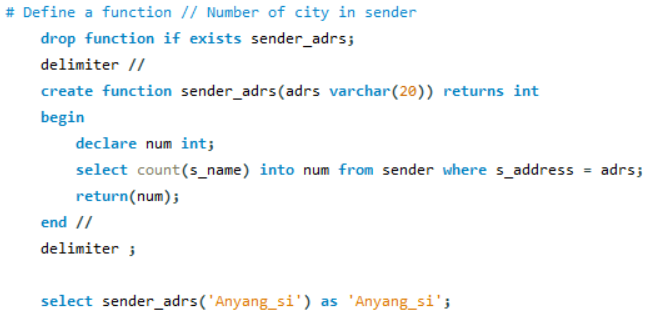 # Define a function // Number of city in sender
drop function if exists sender_adrs;
delimiter //
create function sender_adrs(adrs varchar(20)) returns int
begin
declare num int;
select count(s_name) into num from sender where s_address = adrs;
return(num);
end //
delimiter ;
select sender_adrs('Anyang_si') as 'Anyang_si';